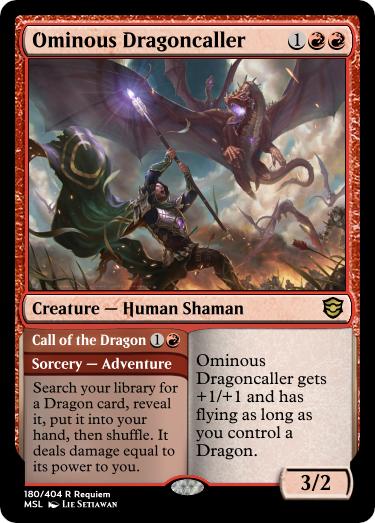 Ominous Dragoncaller 1
Creature — Human Shaman
Call of the Dragon 1
Sorcery — Adventure
Search your library for
a Dragon card, reveal
it, put it into your
hand, then shuffle. It
deals damage equal to
its power to you.
Ominous
Dragoncaller gets
+1/+1 and has
flying as long as
you control a
Dragon.
3/2
180/404 R Requiem
MSL Lie Setiawan